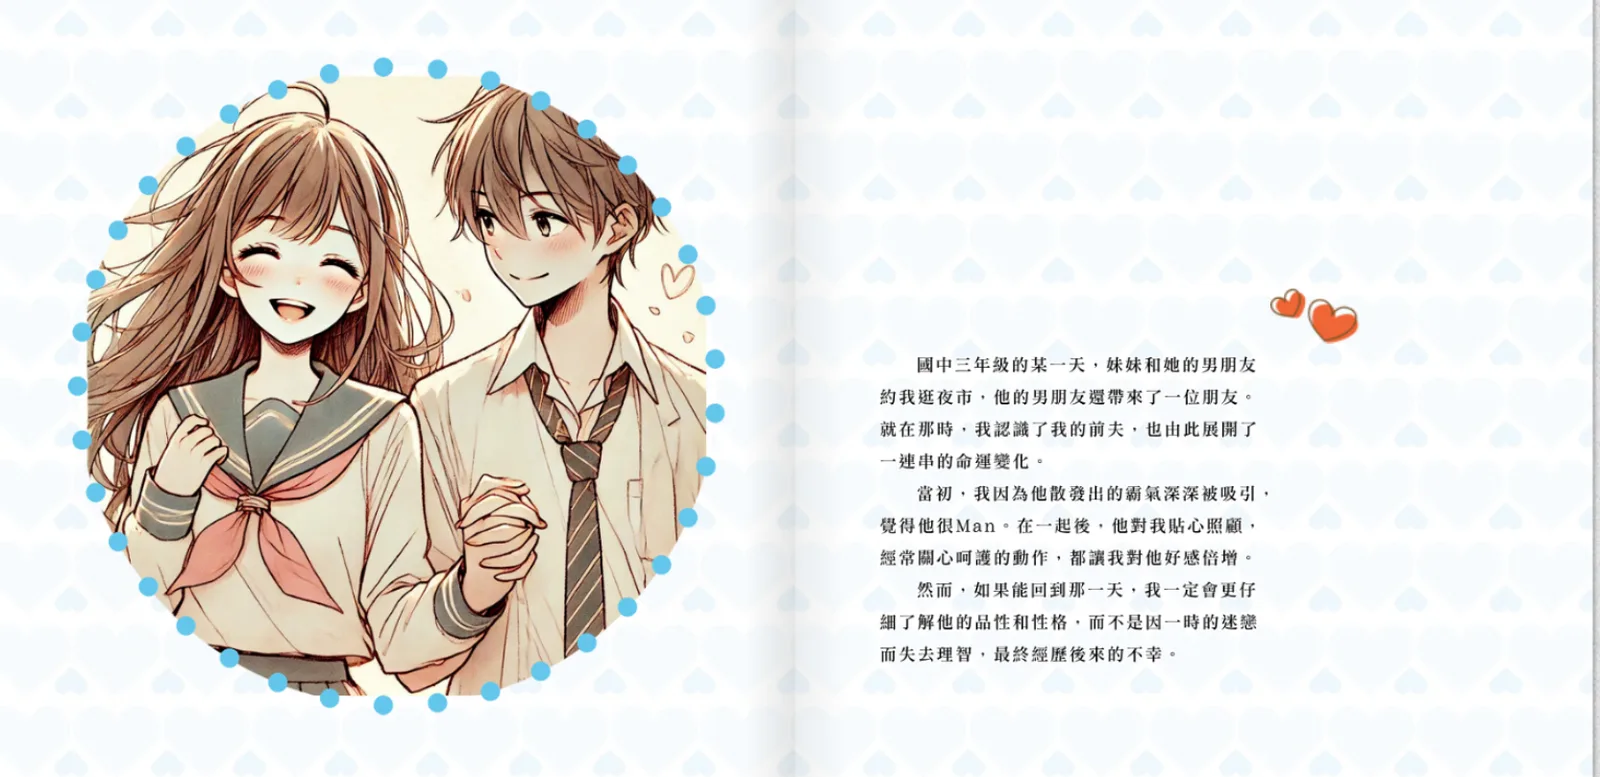 國中三年級的某一天，妹妹和她的男朋友
約我逛夜市，他的男朋友還帶來了一位朋友。
就在那時，我認識了我的前夫，也由此展開了
一連串的命運變化。
當初，我因為他散發出的霸氣深深被吸引，
覺得他很Man。在一起後，他對我貼心照顧，
經常關心呵護的動作，都讓我對他好感倍增。
然而，如果能回到那一天，我一定會更仔
細了解他的品性和性格，而不是因一時的迷戀
而失去理智，最終經歷後來的不幸。